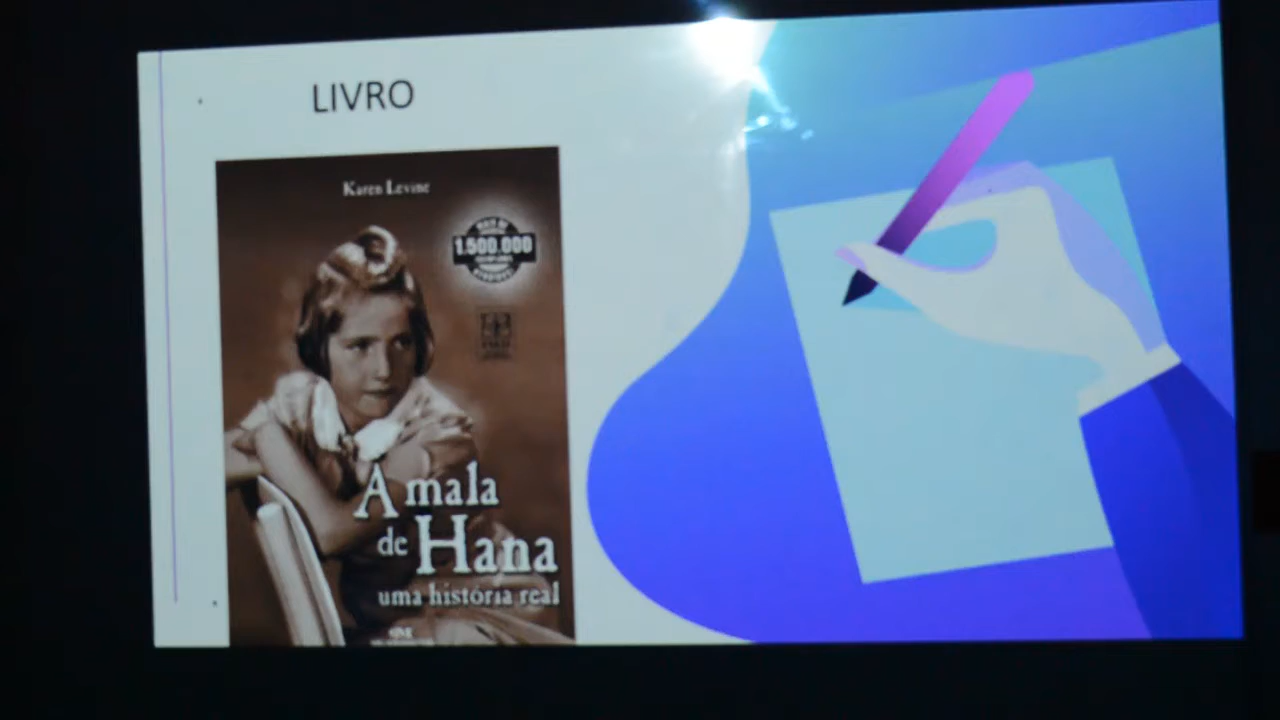 LIVRO
Karen Levine
1.500.000
A mala
de Hana
uma história real